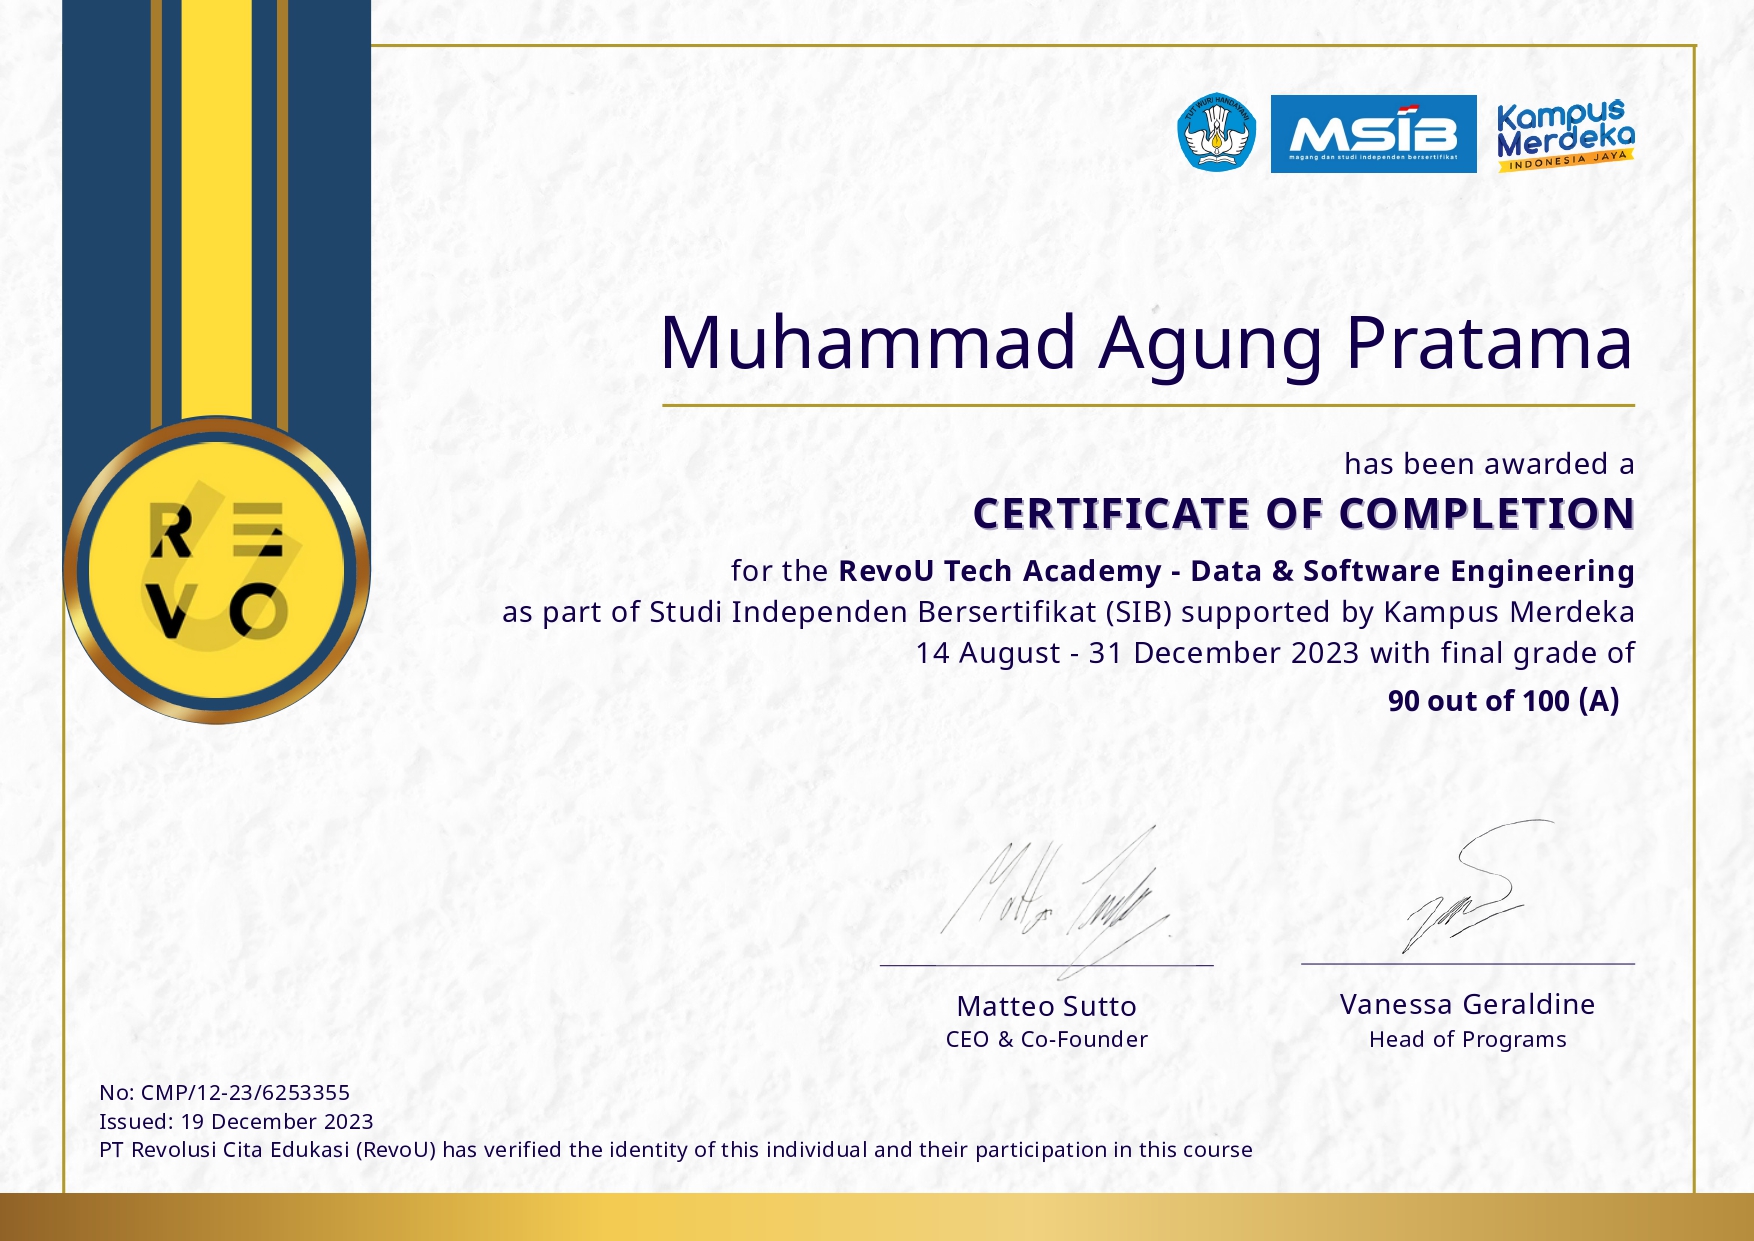 TUT WURI HANDAYANI
MSIB
magang dan studi independen bersertifikat
Kampus
Merdeka
INDONESIA JAYA
Muhammad Agung Pratama
has been awarded a
CERTIFICATE OF COMPLETION
for the RevoU Tech Academy - Data & Software Engineering
as part of Studi Independen Bersertifikat (SIB) supported by Kampus Merdeka
14 August - 31 December 2023 with final grade of
90 out of 100 (A)
RE
VO
Matteo Sutto
CEO & Co-Founder
Vanessa Geraldine
Head of Programs
No: CMP/12-23/6253355
Issued: 19 December 2023
PT Revolusi Cita Edukasi (RevoU) has verified the identity of this individual and their participation in this course